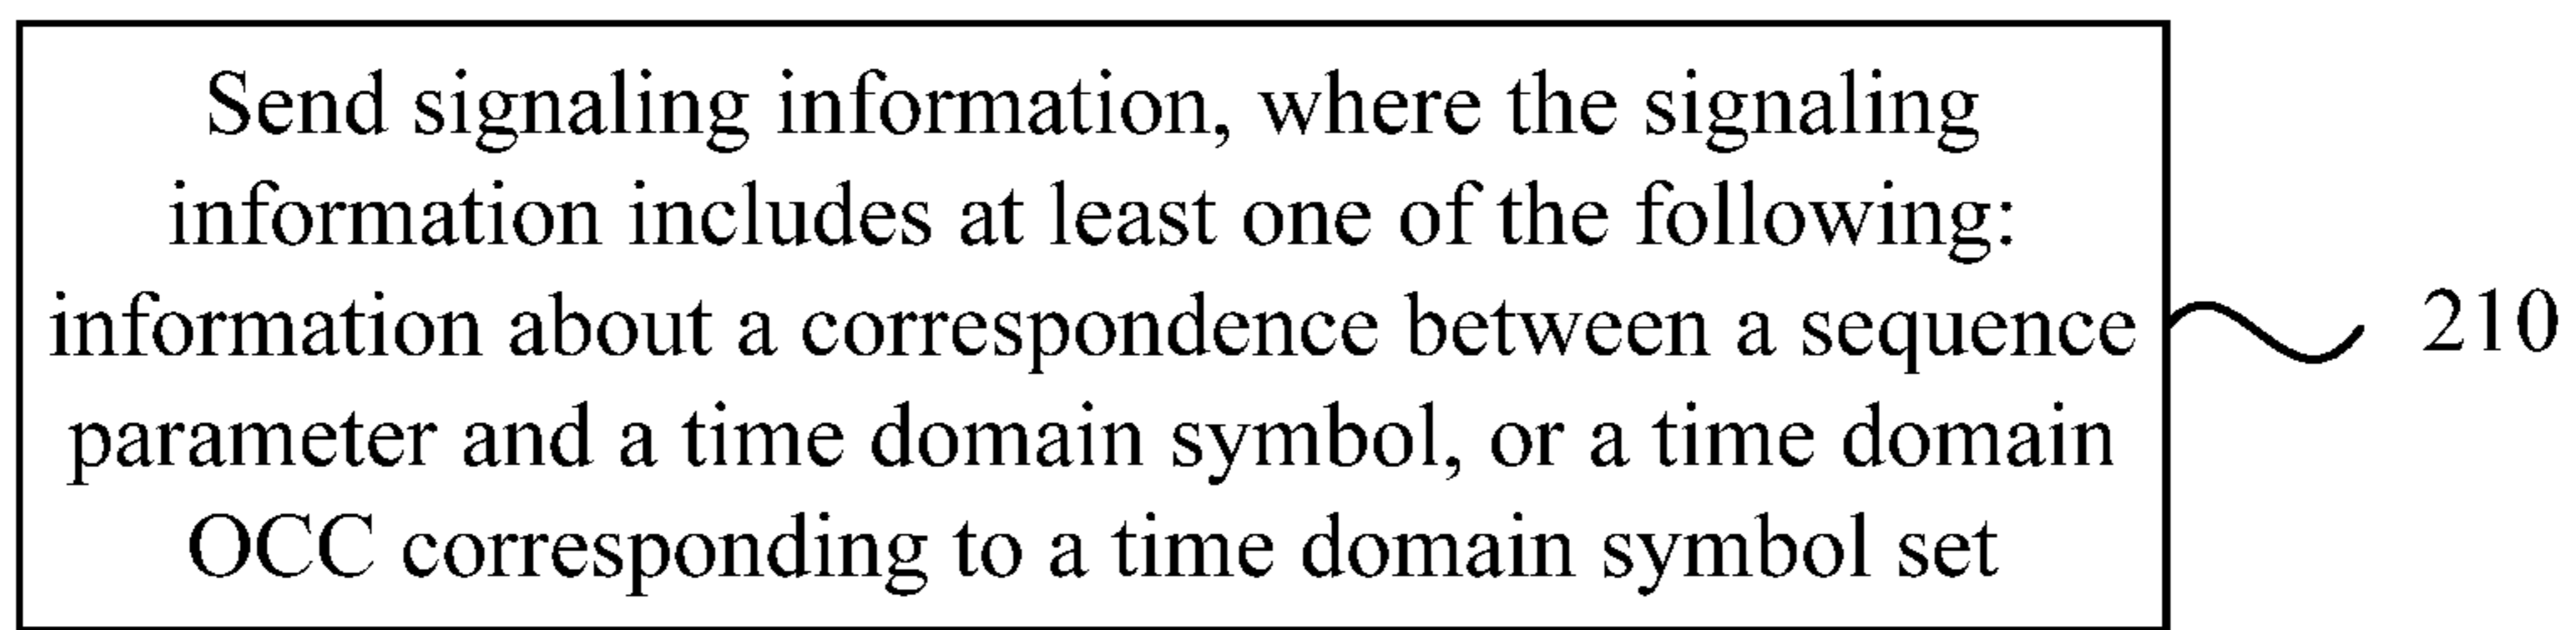 Send signaling information, where the signaling
information includes at least one of the following:
information about a correspondence between a sequence
parameter and a time domain symbol, or a time domain
OCC corresponding to a time domain symbol set
210